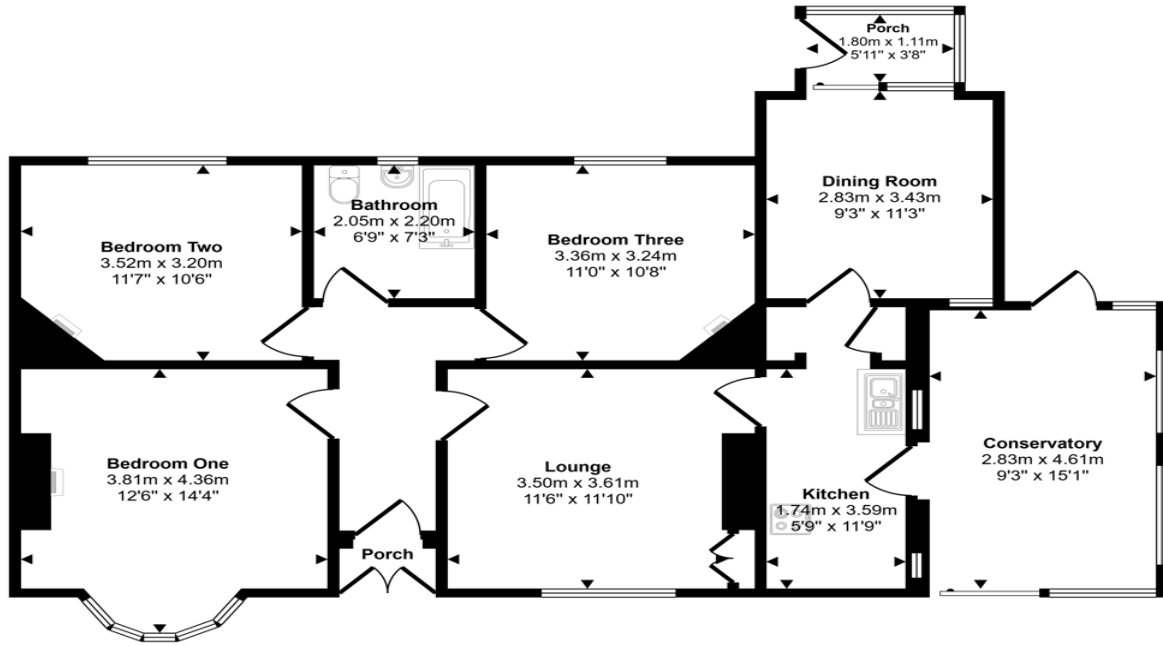 Porch
1.80m x 1.11m
5'11" x 3'8"
Dining Room
2.83m x 3.43m
9'3" x 11'3"
Bathroom
2.05m x 2.20m
6'9" x 7'3"
Bedroom Two
3.52m x 3.20m
11'7" x 10'6"
Bedroom Three
3.36m x 3.24m
11'0" x 10'8"
Conservatory
2.83m x 4.61m
9'3" x 15'1"
Bedroom One
3.81m x 4.36m
12'6" x 14'4"
Lounge
3.50m x 3.61m
11'6" x 11'10"
Kitchen
1.74m x 3.59m
5'9" x 11'9"
Porch